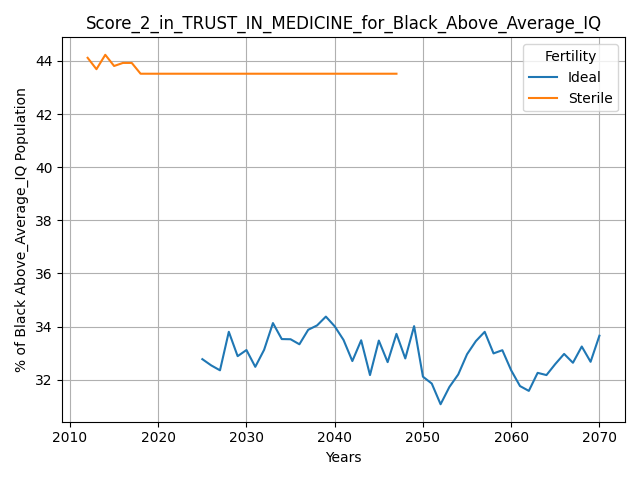 Score_2_in_TRUST_IN_MEDICINE_for_Black_Above_Average_IQ
% of Black Above_Average_IQ Population
44
42
40
38
36
34
32
Fertility
Ideal
Sterile
2010 2020 2030 2040 2050 2060 2070
Years